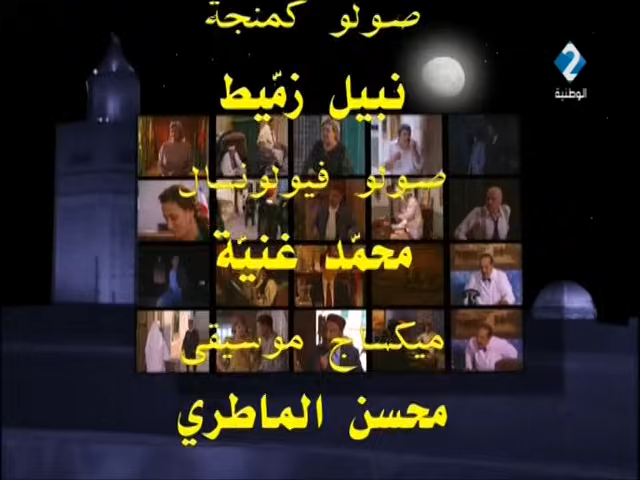 صولو كمنجة
نبيل زمّيط
صولو فيولونسال
محمّد غنيّة
ميكساج موسيقى
محسن الماطري
2
الوطنية